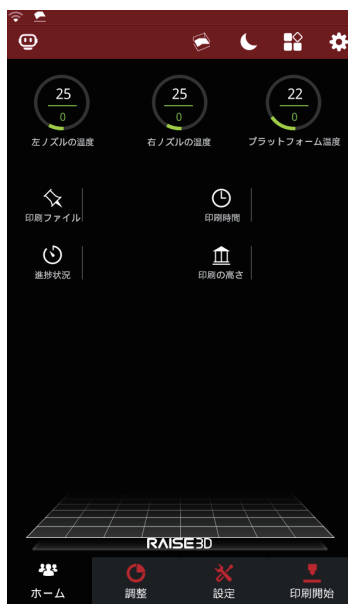 25
0
左ノズルの温度
25
0
右ノズルの温度
22
0
プラットフォーム温度
印刷ファイル
印刷時間
進捗状況
印刷の高さ
RAISE3D
ホーム
調整
設定
印刷開始